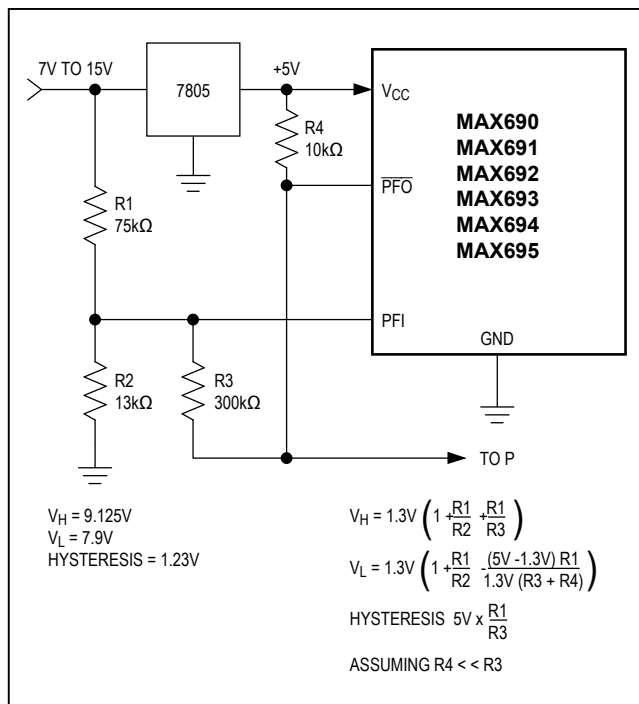 7V TO 15V
7805
+5V
R4
10kΩ
VCC
MAX690
MAX691
MAX692
MAX693
MAX694
MAX695
PFO
R1
75kΩ
PFI
GND
R2
13kΩ
R3
300kΩ
TO P
VH = 9.125V
VL = 7.9V
HYSTERESIS = 1.23V
VH = 1.3V (1 + R1/R2 + R1/R3)
VL = 1.3V (1 + R1/R2 - (5V -1.3V) R1/1.3V (R3 + R4))
HYSTERESIS 5V x R1/R3
ASSUMING R4 < < R3